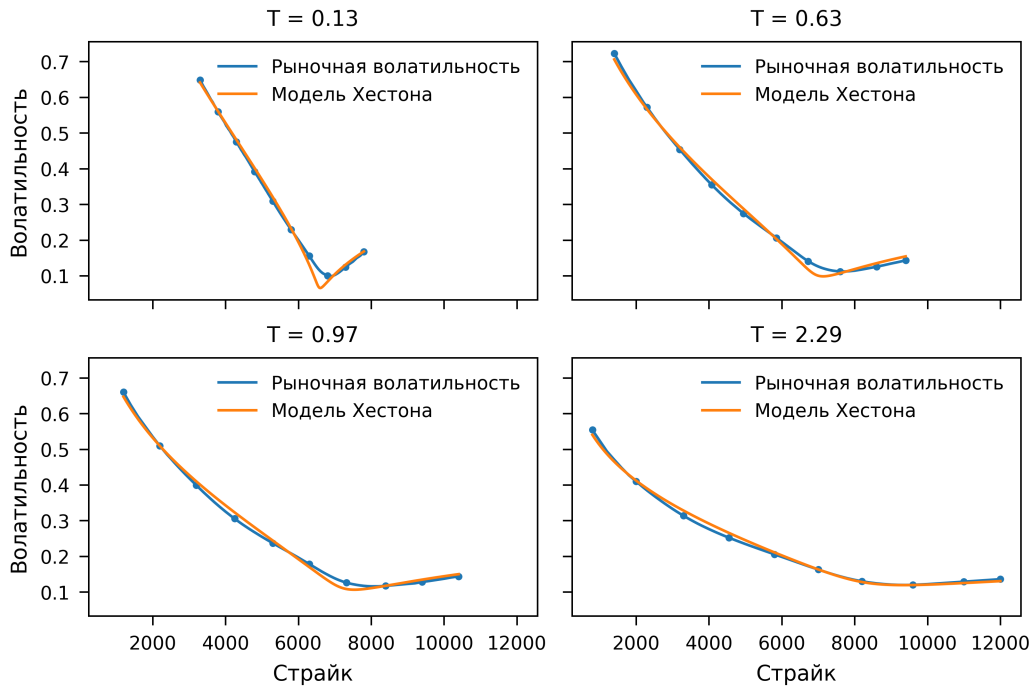 T = 0.13
Волатильность
0.7
0.6
0.5
0.4
0.3
0.2
0.1
Рыночная волатильность
Модель Хестона
T = 0.63
Рыночная волатильность
Модель Хестона
T = 0.97
Волатильность
0.7
0.6
0.5
0.4
0.3
0.2
0.1
Рыночная волатильность
Модель Хестона
2000 4000 6000 8000 10000 12000
Страйк
T = 2.29
Рыночная волатильность
Модель Хестона
2000 4000 6000 8000 10000 12000
Страйк